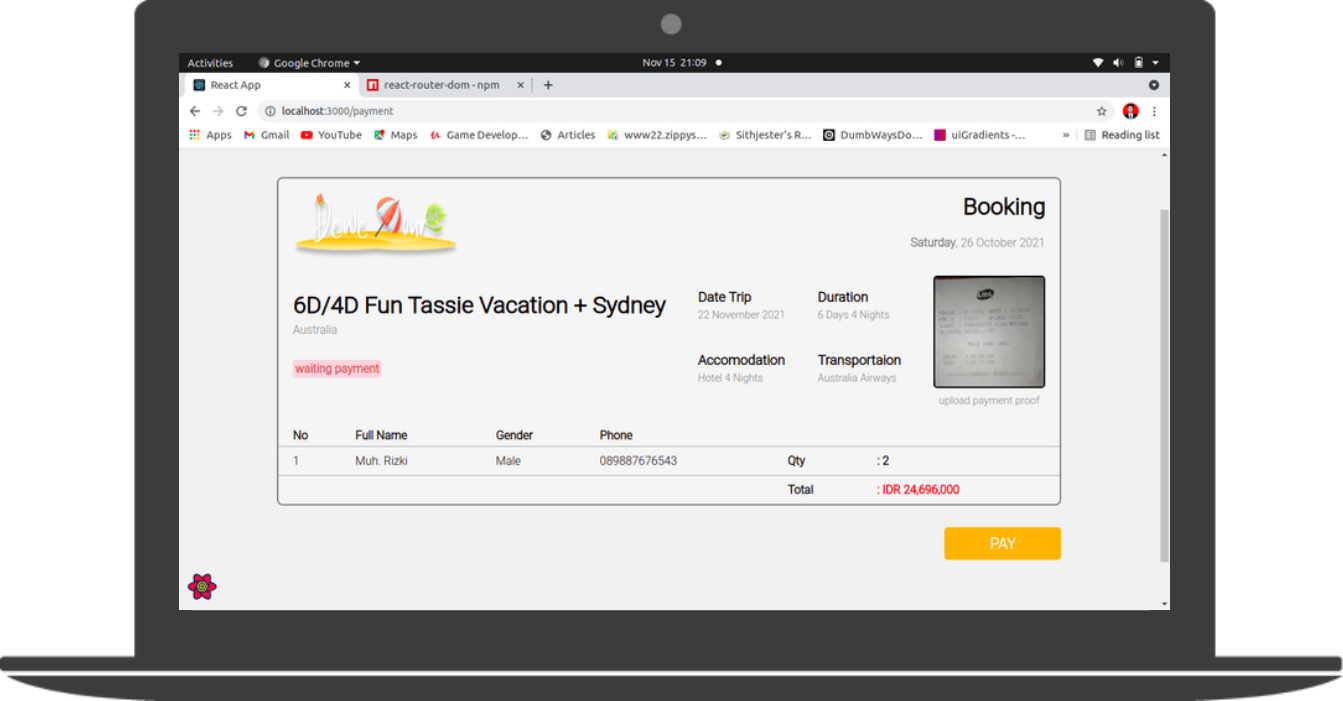 Activities Google Chrome Nov 15 21:09
React App react-router-dom - npm
localhost:3000/payment
Apps Gmail YouTube Maps Game Develop... Articles www22.zippys... Sithjester's R... DumbWaysDo... uiGradients -... » Reading list
Booking
Saturday, 26 October 2021
6D/4D Fun Tassie Vacation + Sydney
Australia
waiting payment
Date Trip Duration
22 November 2021 6 Days 4 Nights
Accomodation Transportaion
Hotel 4 Nights Australia Airways
upload payment proof
No Full Name Gender Phone
1 Muh. Rizki Male 089887676543 Qty : 2
Total : IDR 24,696,000
PAY